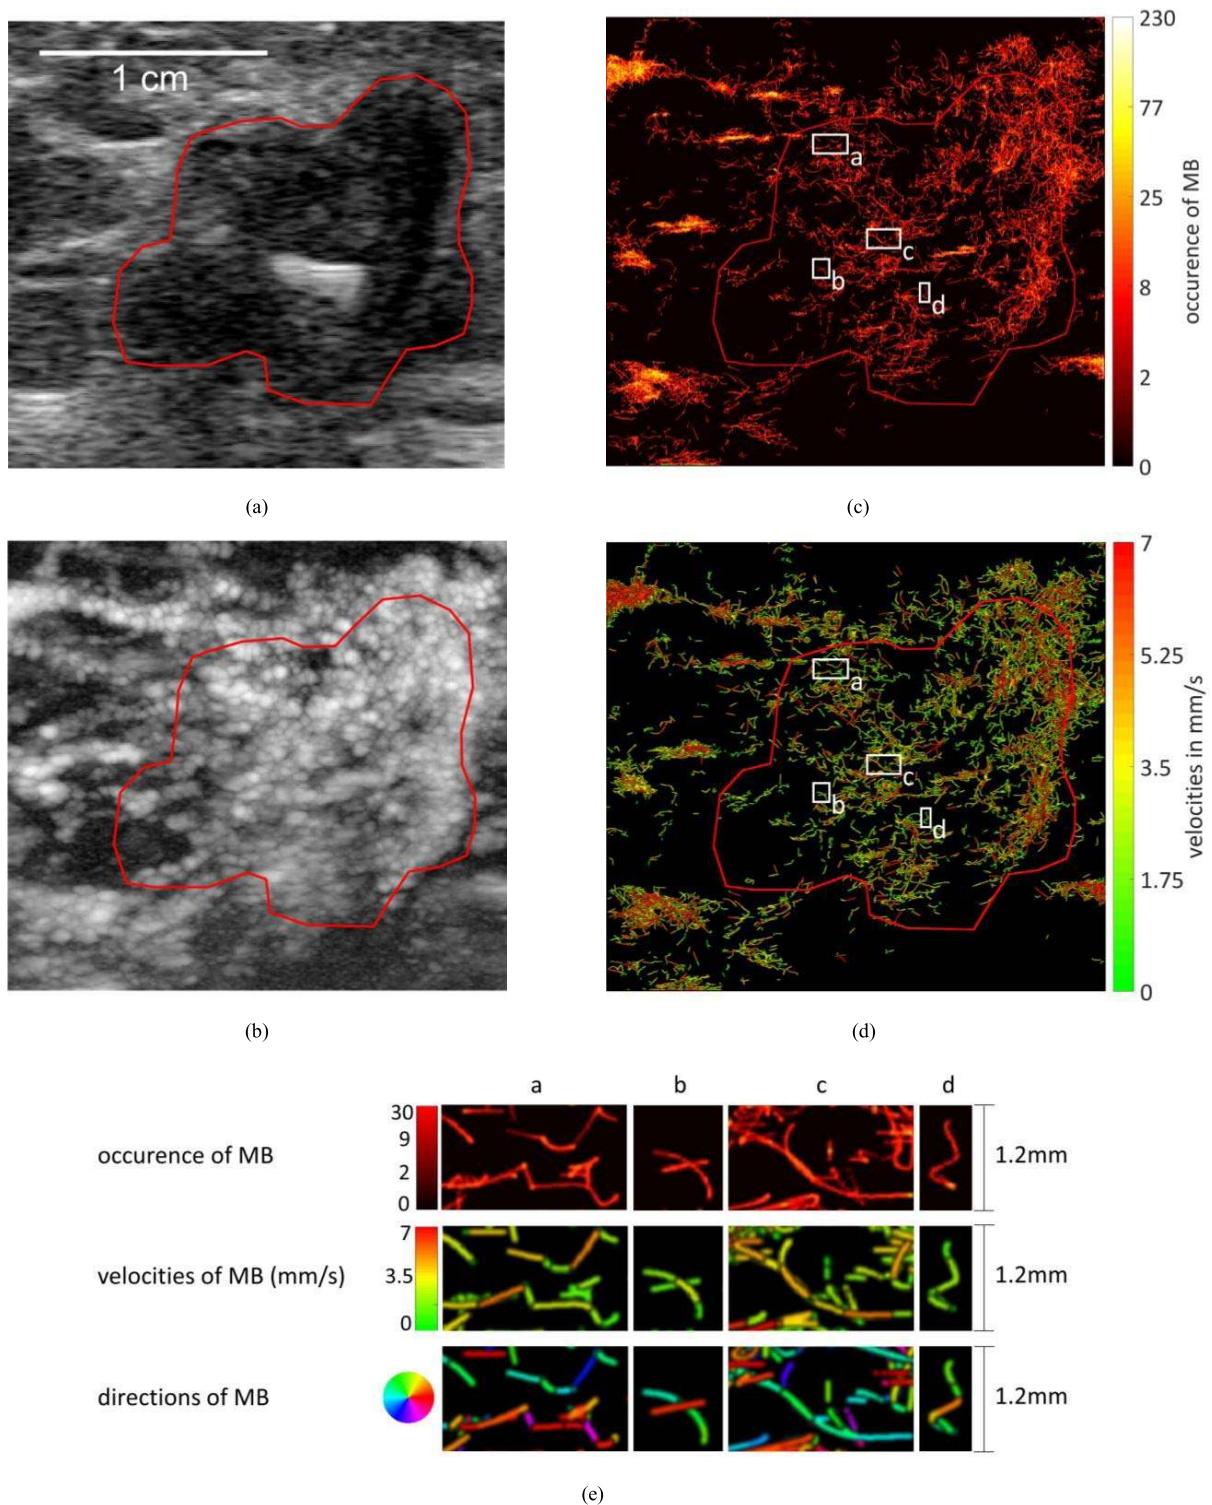 1 cm
(a)
230
77
25
8
2
0
occurence of MB
a
c
b
d
(c)
(b)
7
5.25
3.5
1.75
0
velocities in mm/s
a
c
b
d
(d)
a b c d
occurence of MB
30
9
2
0
1.2mm
velocities of MB (mm/s)
7
3.5
0
1.2mm
directions of MB
1.2mm
(e)